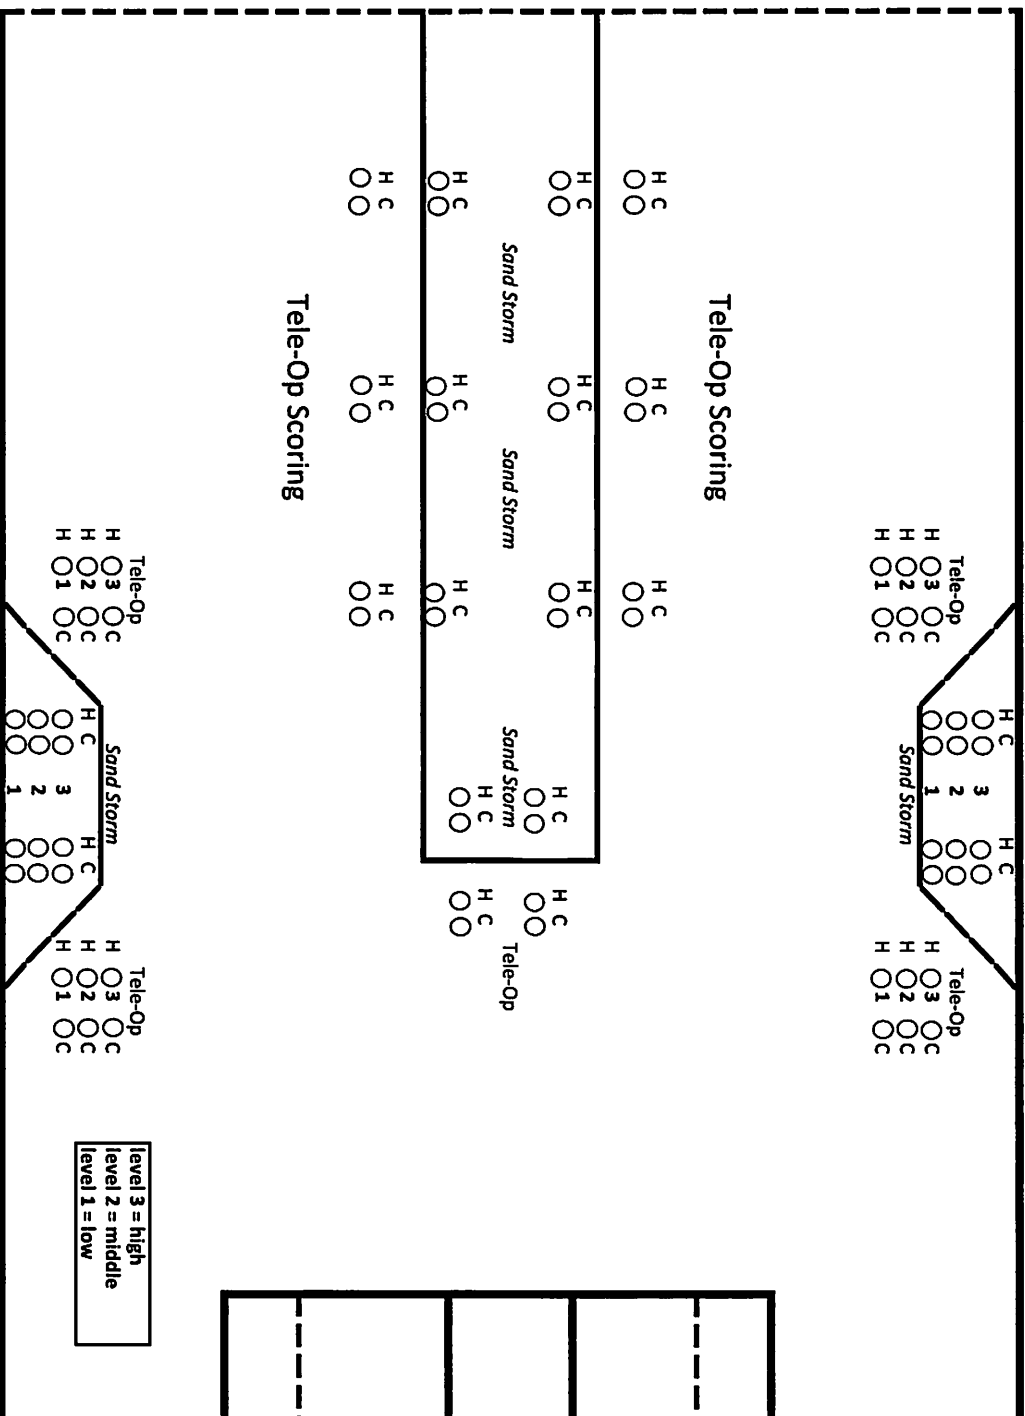 H C H C
3
Tele-Op 2 Tele-Op
H 3 C 1 H 3 C
H 2 C Sand Storm H 2 C
H 1 C H 1 C
Tele-Op Scoring
H C H C H C
H C H C H C
H C H C
Sand Storm Sand Storm Sand Storm Tele-Op
H C H C
H C H C H C
H C H C H C
Tele-Op Scoring
Tele-Op Tele-Op level 3 = high
H 3 C Sand Storm H 3 C level 2 = middle
H 2 C H C H C H 2 C level 1 = low
H 1 C 3 H 1 C
2
1